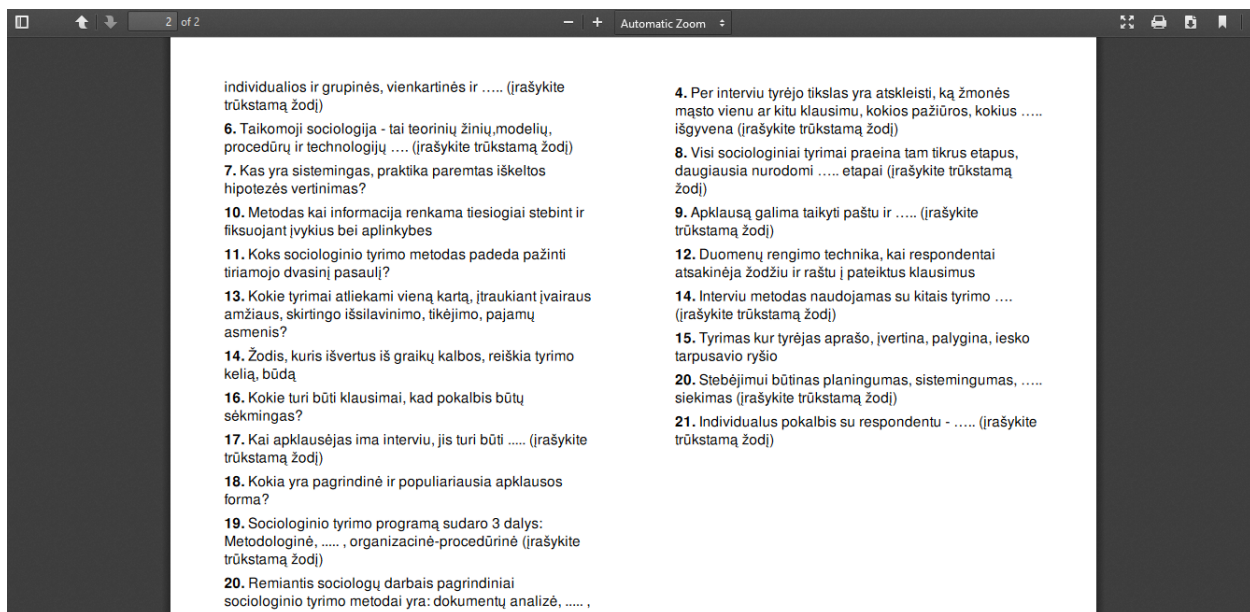 2 of 2
− + Automatic Zoom
individualios ir grupinės, vienkartinės ir ….. (įrašykite
trūkstamą žodį)
6. Taikomoji sociologija - tai teorinių žinių,modelių,
procedūrų ir technologijų …. (įrašykite trūkstamą žodį)
7. Kas yra sistemingas, praktika paremtas iškeltos
hipotezės vertinimas?
10. Metodas kai informacija renkama tiesiogiai stebint ir
fiksuojant įvykius bei aplinkybes
11. Koks sociologinio tyrimo metodas padeda pažinti
tiriamojo dvasinį pasaulį?
13. Kokie tyrimai atliekami vieną kartą, įtraukiant įvairaus
amžiaus, skirtingo išsilavinimo, tikėjimo, pajamų
asmenis?
14. Žodis, kuris išvertus iš graikų kalbos, reiškia tyrimo
kelią, būdą
16. Kokie turi būti klausimai, kad pokalbis būtų
sėkmingas?
17. Kai apklausėjas ima interviu, jis turi būti ..... (įrašykite
trūkstamą žodį)
18. Kokia yra pagrindinė ir populiariausia apklausos
forma?
19. Sociologinio tyrimo programą sudaro 3 dalys:
Metodologinė, ..... , organizacinė-procedūrinė (įrašykite
trūkstamą žodį)
20. Remiantis sociologų darbais pagrindiniai
sociologinio tyrimo metodai yra: dokumentų analizė, ..... ,
4. Per interviu tyrėjo tikslas yra atskleisti, ką žmonės
mąsto vienu ar kitu klausimu, kokios pažiūros, kokius …..
išgyvena (įrašykite trūkstamą žodį)
8. Visi sociologiniai tyrimai praeina tam tikrus etapus,
daugiausia nurodomi ….. etapai (įrašykite trūkstamą
žodį)
9. Apklausą galima taikyti paštu ir ….. (įrašykite
trūkstamą žodį)
12. Duomenų rengimo technika, kai respondentai
atsakinėja žodžiu ir raštu į pateiktus klausimus
14. Interviu metodas naudojamas su kitais tyrimo ….
(įrašykite trūkstamą žodį)
15. Tyrimas kur tyrėjas aprašo, įvertina, palygina, iesko
tarpusavio ryšio
20. Stebėjimui būtinas planingumas, sistemingumas, …..
siekimas (įrašykite trūkstamą žodį)
21. Individualus pokalbis su respondentu - ….. (įrašykite
trūkstamą žodį)